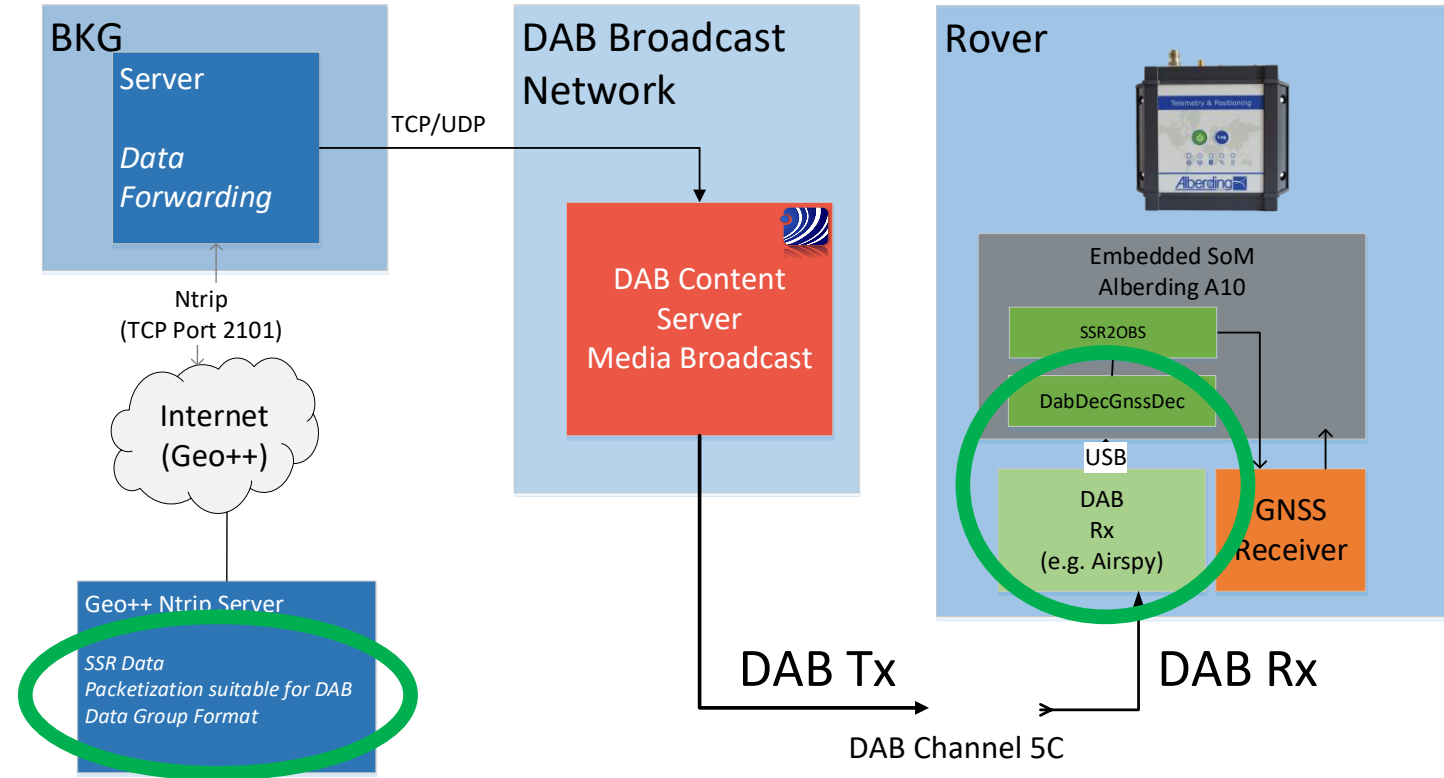 BKG
Server
Data
Forwarding
TCP/UDP
Ntrip
(TCP Port 2101)
Internet
(Geo++)
Geo++ Ntrip Server
SSR Data
Packetization suitable for DAB
Data Group Format
DAB Broadcast
Network
DAB Content
Server
Media Broadcast
DAB Tx
DAB Channel 5C
DAB Rx
Rover
Telemetry & Positioning
Log
Alberding
Embedded SoM
Alberding A10
SSR2OBS
DabDecGnssDec
USB
DAB
Rx
(e.g. Airspy)
GNSS
Receiver